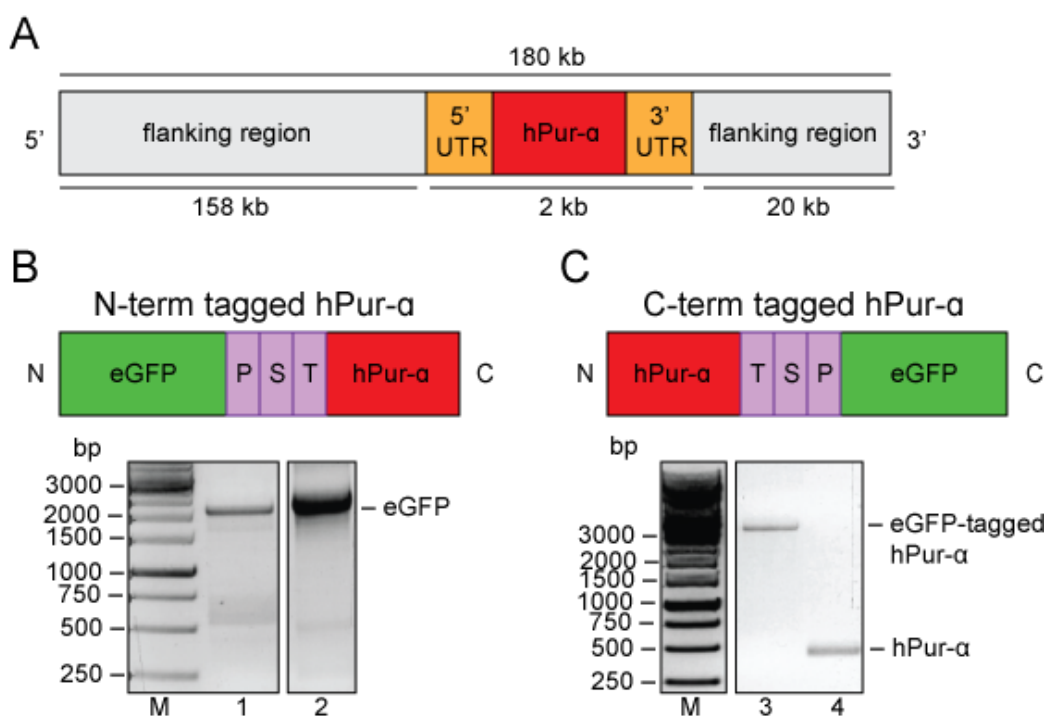 A
180 kb
5’
flanking region
5’
UTR
hPur-α
3’
UTR
flanking region
3’
158 kb
2 kb
20 kb
B
N-term tagged hPur-α
N
eGFP
P
S
T
hPur-α
C
bp
3000
2000
1500
1000
750
500
250
eGFP
M
1
2
C
C-term tagged hPur-α
N
hPur-α
T
S
P
eGFP
C
bp
3000
2000
1500
1000
750
500
250
eGFP-tagged
hPur-α
hPur-α
M
3
4